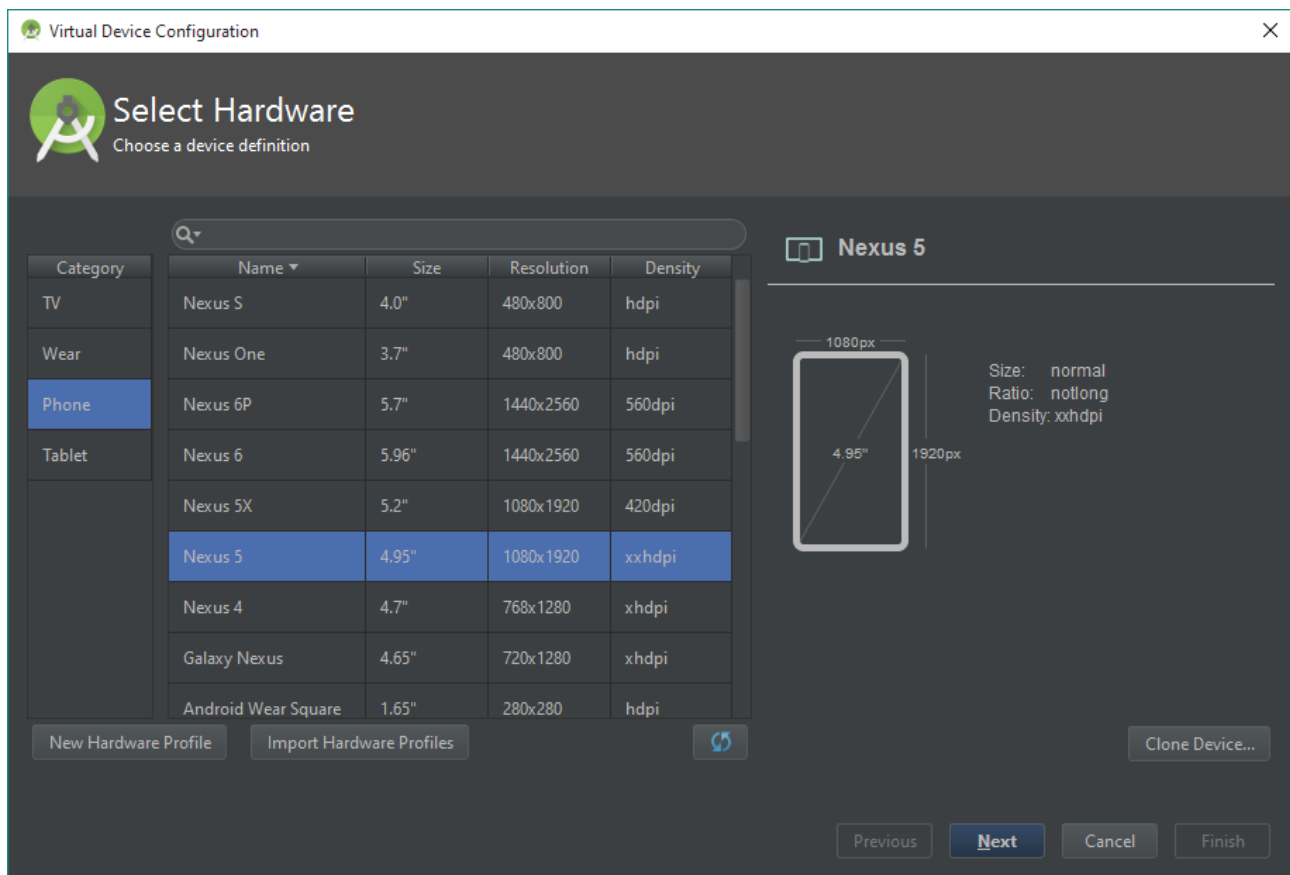 Virtual Device Configuration
Select Hardware
Choose a device definition
Category
TV
Wear
Phone
Tablet
Name Size Resolution Density
Nexus S 4.0" 480x800 hdpi
Nexus One 3.7" 480x800 hdpi
Nexus 6P 5.7" 1440x2560 560dpi
Nexus 6 5.96" 1440x2560 560dpi
Nexus 5X 5.2" 1080x1920 420dpi
Nexus 5 4.95" 1080x1920 xxhdpi
Nexus 4 4.7" 768x1280 xhdpi
Galaxy Nexus 4.65" 720x1280 xhdpi
Android Wear Square 1.65" 280x280 hdpi
Nexus 5
1080px
4.95"
1920px
Size: normal
Ratio: notlong
Density: xxhdpi
New Hardware Profile Import Hardware Profiles
Clone Device...
Previous Next Cancel Finish